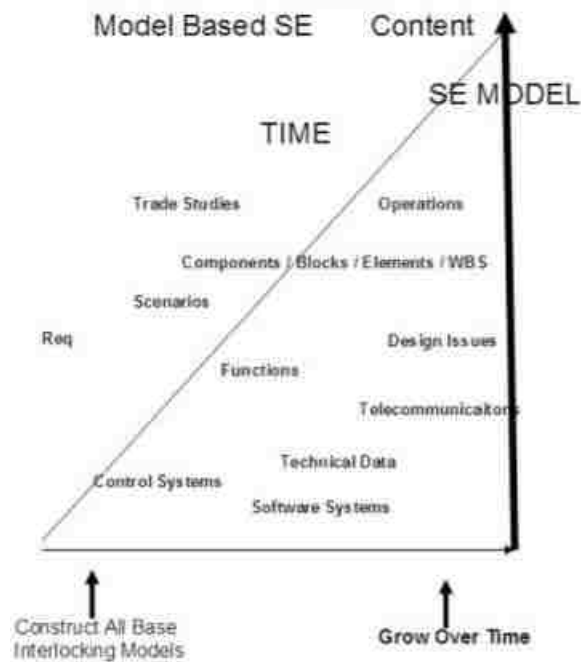 Model Based SE Content
SE MODEL
TIME
Trade Studies Operations
Components / Blocks / Elements / WBS
Scenarios
Req Design Issues
Functions
Telecommunicaitons
Technical Data
Control Systems
Software Systems
Construct All Base
Interlocking Models
Grow Over Time